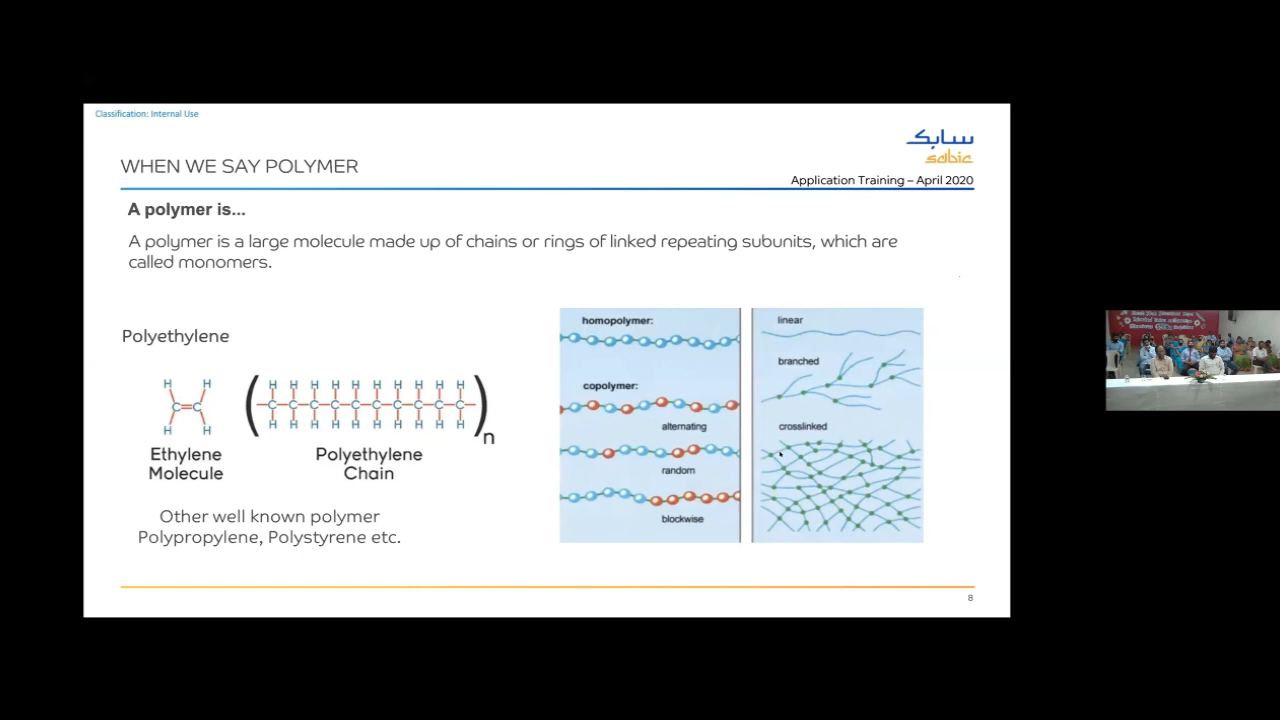 Classification: Internal Use
سابك
sabic
WHEN WE SAY POLYMER
Application Training – April 2020
A polymer is...
A polymer is a large molecule made up of chains or rings of linked repeating subunits, which are
called monomers.
Polyethylene
H H
C=C
H H
Ethylene
Molecule
( H H H H H H H H H H
C—C—C—C—C—C—C—C—C—C
H H H H H H H H H H )n
Polyethylene
Chain
Other well known polymer
Polypropylene, Polystyrene etc.
homopolymer:
copolymer:
alternating
random
blockwise
linear
branched
crosslinked
8